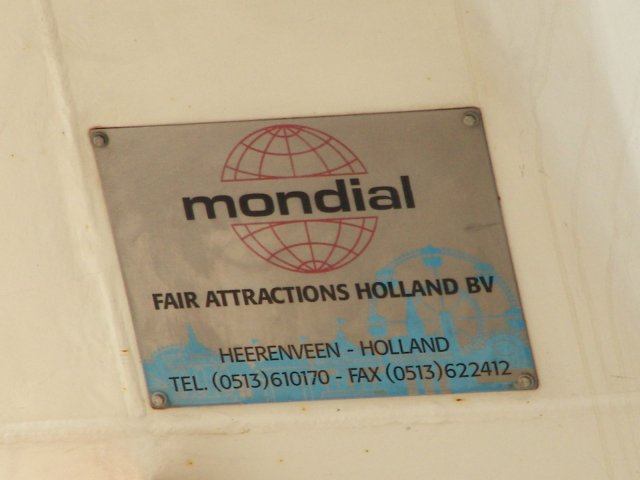 mondial
FAIR ATTRACTIONS HOLLAND BV
HEERENVEEN - HOLLAND
TEL. (0513)610170 - FAX (0513)622412